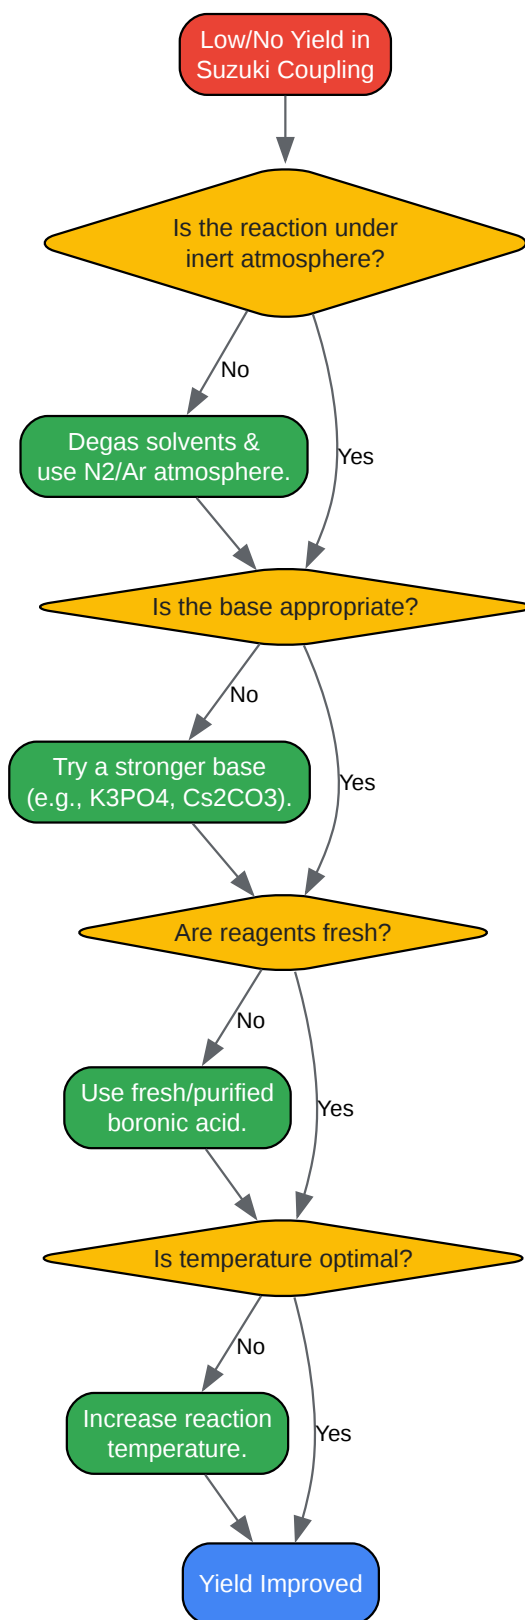 Low/No Yield in
Suzuki Coupling
Is the reaction under
inert atmosphere?
No
Degas solvents &
use N2/Ar atmosphere.
Yes
Is the base appropriate?
No
Try a stronger base
(e.g., K3PO4, Cs2CO3).
Yes
Are reagents fresh?
No
Use fresh/purified
boronic acid.
Yes
Is temperature optimal?
No
Increase reaction
temperature.
Yes
Yield Improved